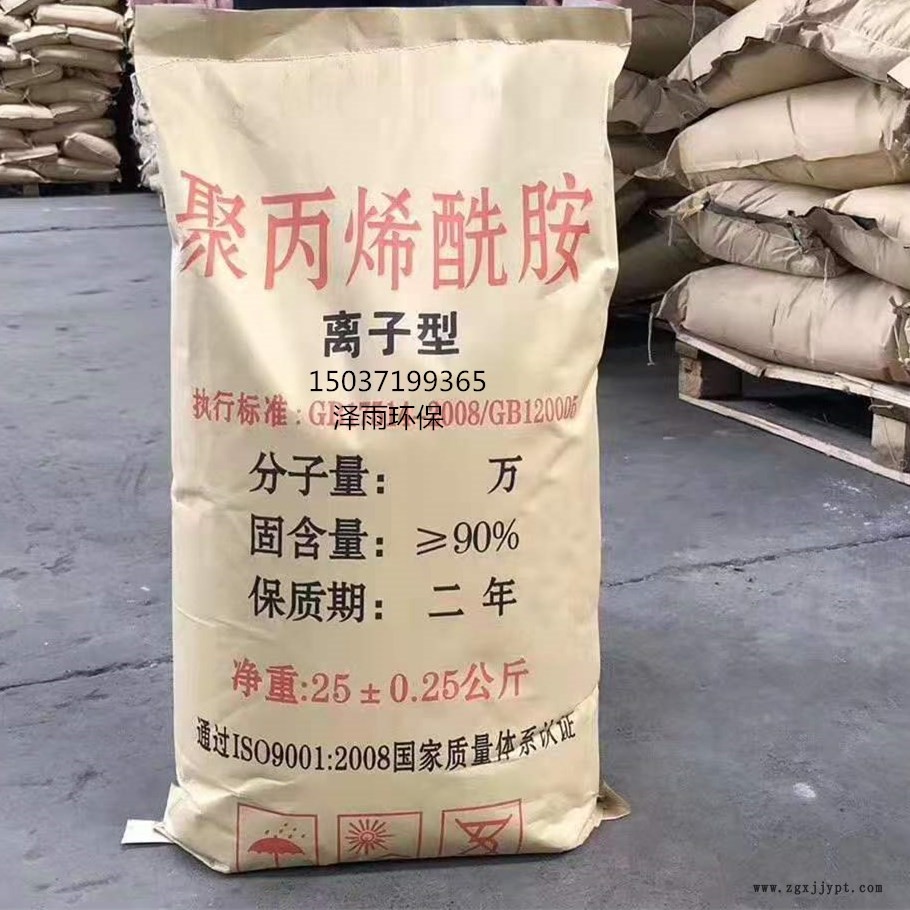 聚丙烯酰胺
离子型
15037199365
执行标准：GB17514-2008/GB120005
泽雨环保
分子量： 万
固含量：≥90%
保质期：二年
净重:25±0.25公斤
通过ISO9001:2008国家质量体系认证
www.zgxjjypt.com